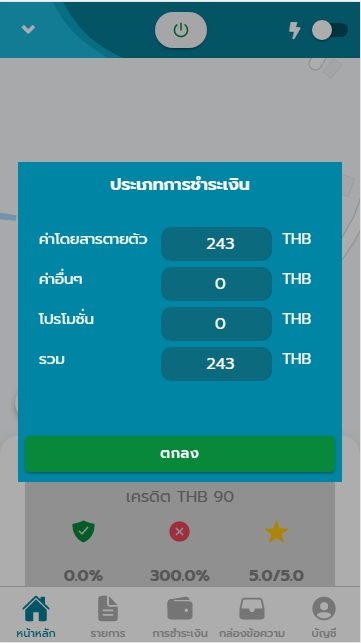 ประเภทการชำระเงิน
ค่าโดยสารตายตัว 243 THB
ค่าอื่นๆ 0 THB
โปรโมชั่น 0 THB
รวม 243 THB
ตกลง
เครดิต THB 90
0.0% 300.0% 5.0/5.0
หน้าหลัก รายการ การชำระเงิน กล่องข้อความ บัญชี